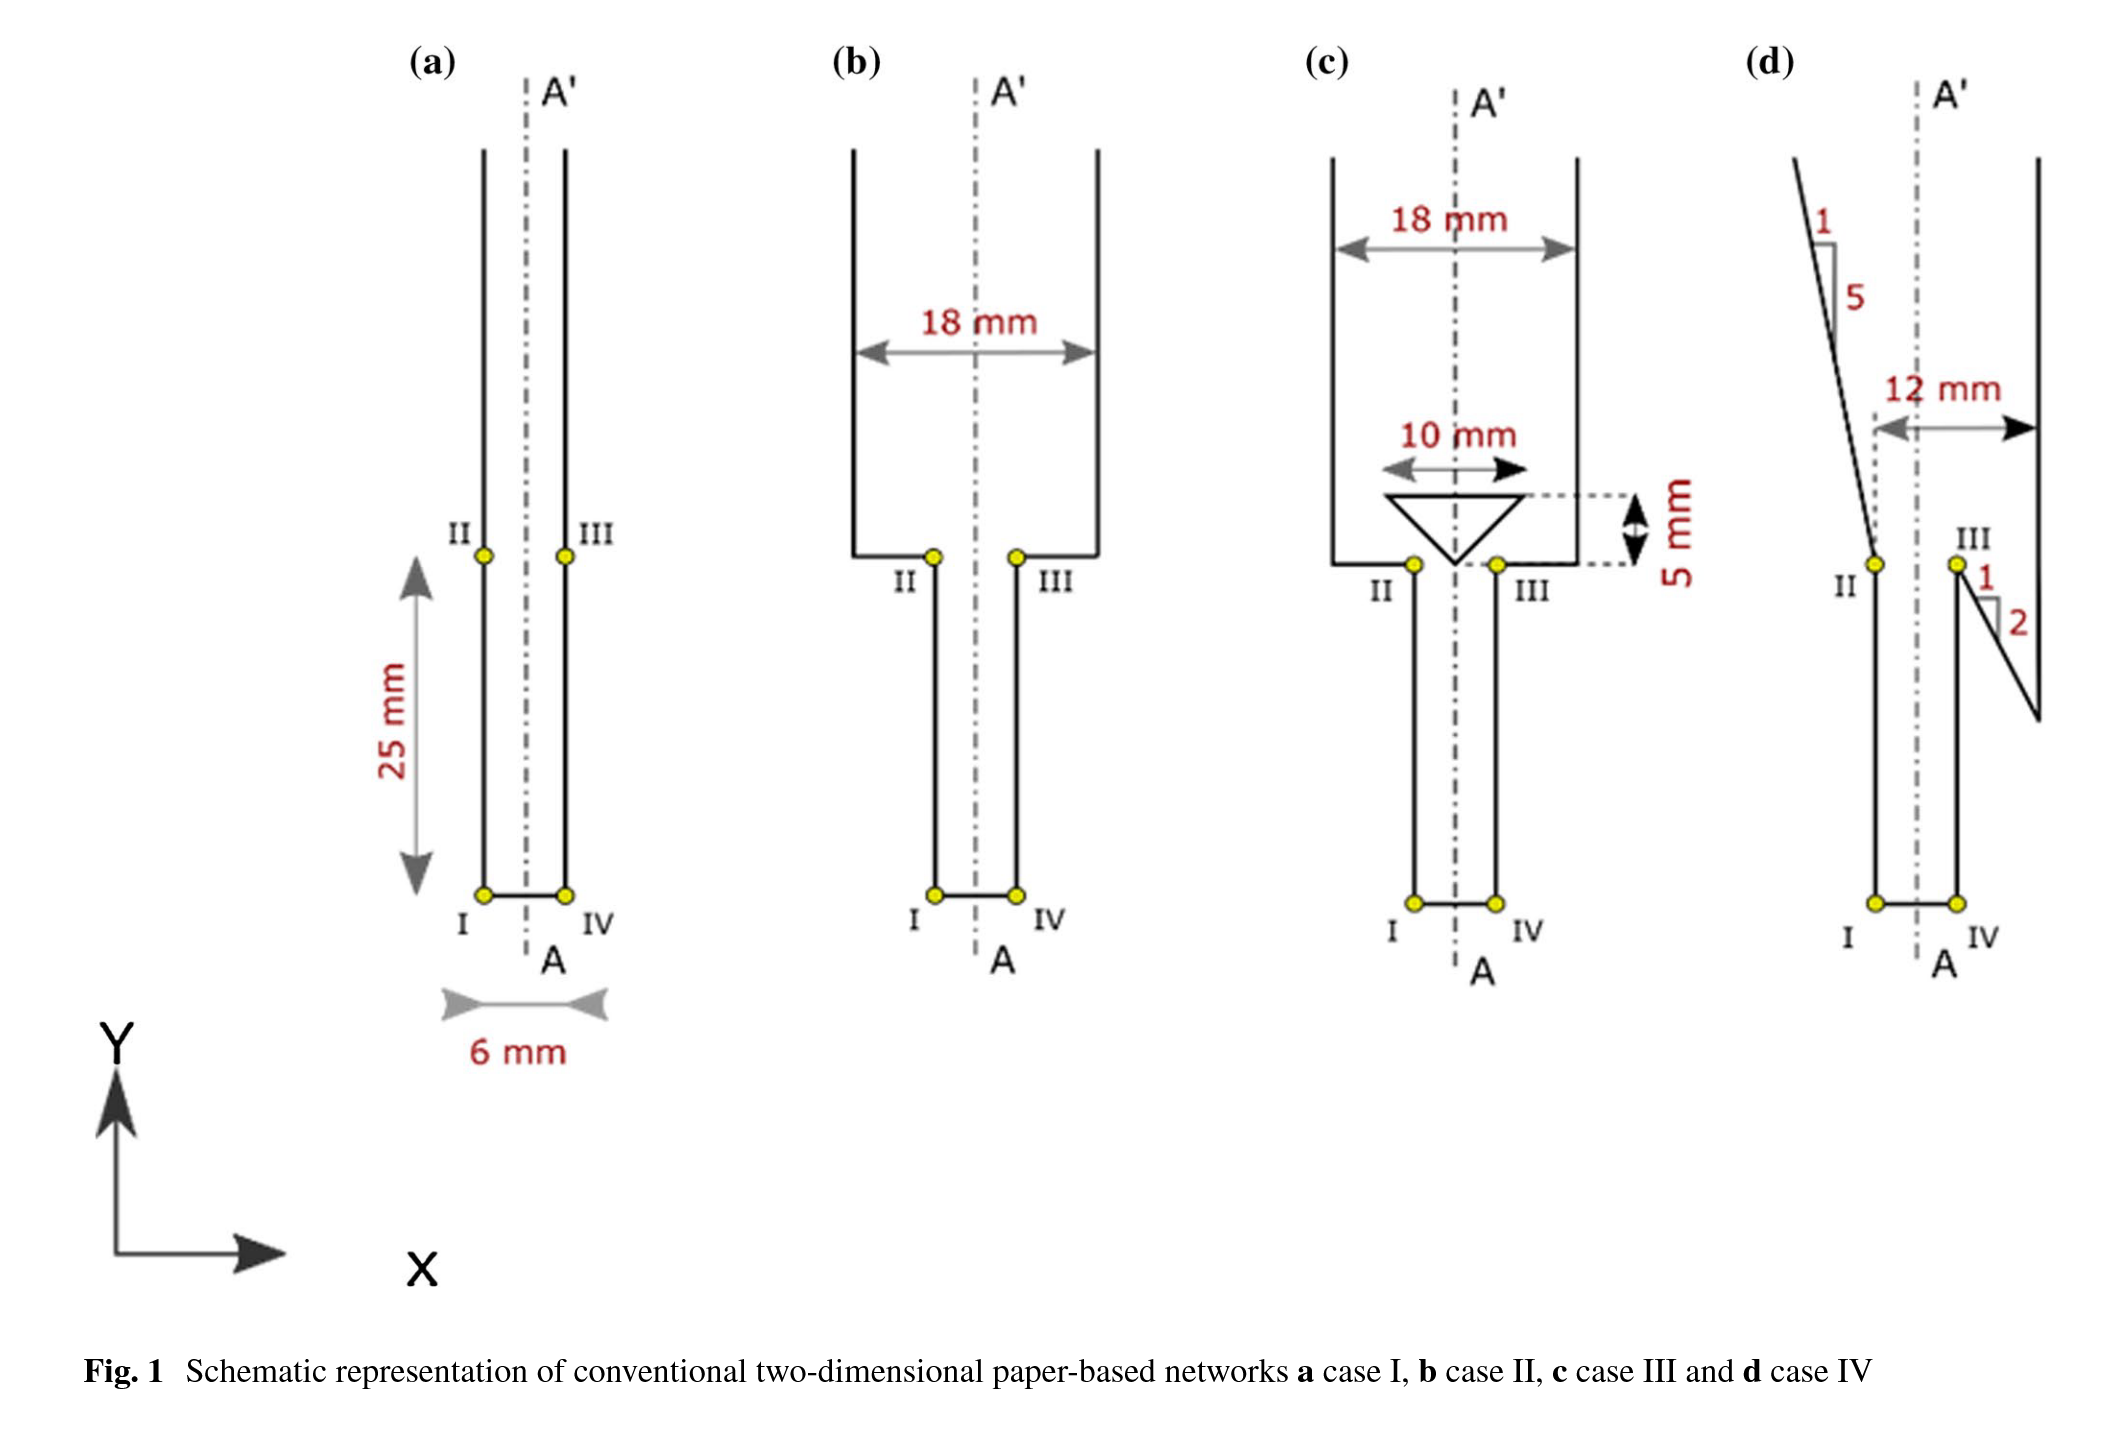 (a)
A'
II
III
25 mm
I
IV
A
6 mm
(b)
A'
18 mm
II
III
I
IV
A
(c)
A'
18 mm
10 mm
5 mm
II
III
I
IV
A
(d)
A'
1
5
12 mm
III
II
1
2
I
IV
A
Y
X
Fig. 1 Schematic representation of conventional two-dimensional paper-based networks a case I, b case II, c case III and d case IV